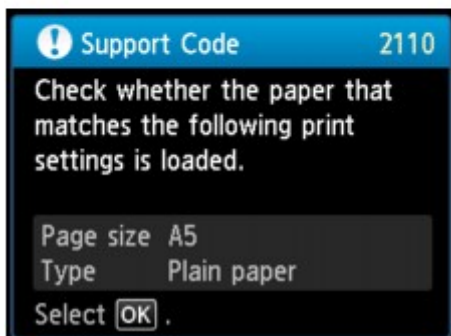 Support Code 2110
Check whether the paper that
matches the following print
settings is loaded.
Page size A5
Type Plain paper
Select OK .